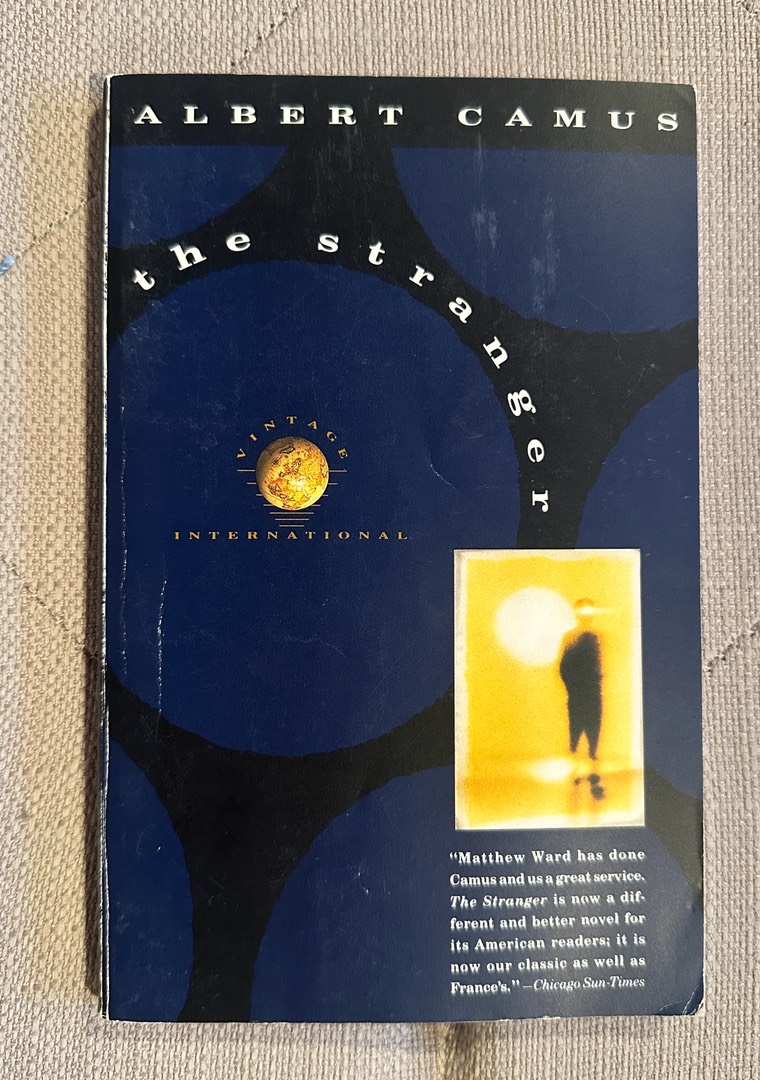 ALBERT CAMUS
the stranger
VINTAGE
INTERNATIONAL
“Matthew Ward has done
Camus and us a great service.
The Stranger is now a dif-
ferent and better novel for
its American readers; it is
now our classic as well as
France's.” —Chicago Sun-Times